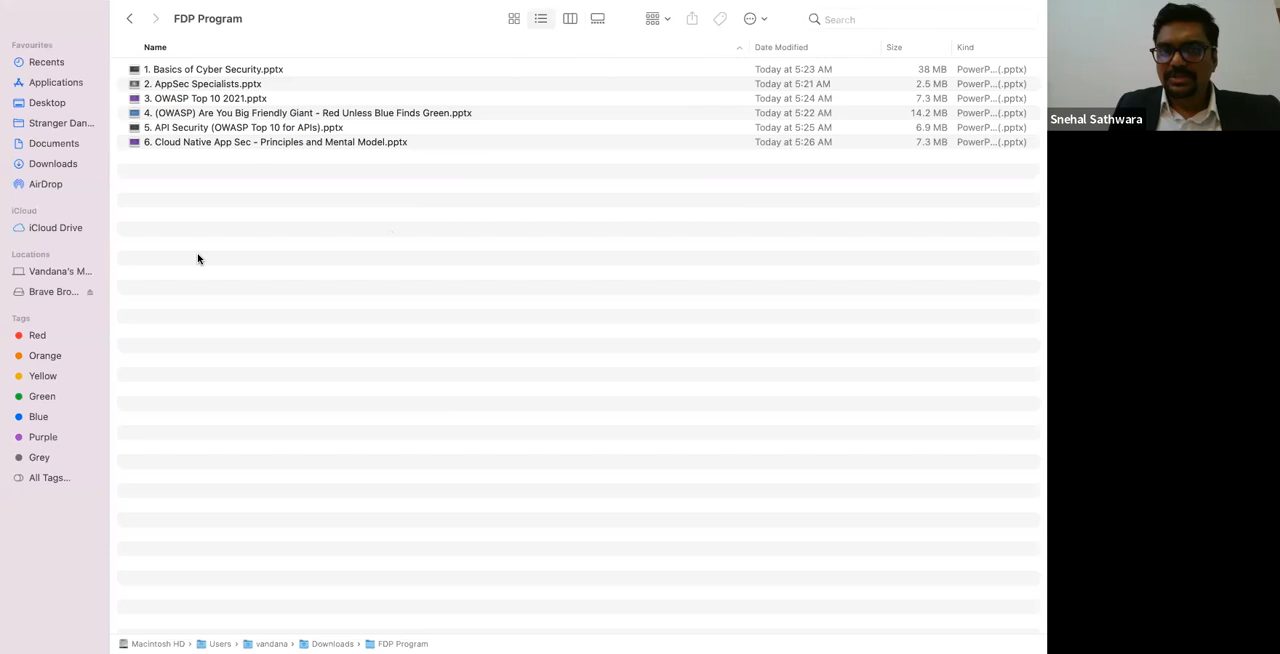 FDP Program
Search
Favourites
Recents
Applications
Desktop
Stranger Dan...
Documents
Downloads
AirDrop
iCloud
iCloud Drive
Locations
Vandana's M...
Brave Bro...
Tags
Red
Orange
Yellow
Green
Blue
Purple
Grey
All Tags...
Name Date Modified Size Kind
1. Basics of Cyber Security.pptx Today at 5:23 AM 38 MB PowerP...(.pptx)
2. AppSec Specialists.pptx Today at 5:21 AM 2.5 MB PowerP...(.pptx)
3. OWASP Top 10 2021.pptx Today at 5:24 AM 7.3 MB PowerP...(.pptx)
4. (OWASP) Are You Big Friendly Giant - Red Unless Blue Finds Green.pptx Today at 5:22 AM 14.2 MB PowerP...(.pptx)
5. API Security (OWASP Top 10 for APIs).pptx Today at 5:25 AM 6.9 MB PowerP...(.pptx)
6. Cloud Native App Sec - Principles and Mental Model.pptx Today at 5:26 AM 7.3 MB PowerP...(.pptx)
Macintosh HD › Users › vandana › Downloads › FDP Program
Snehal Sathwara